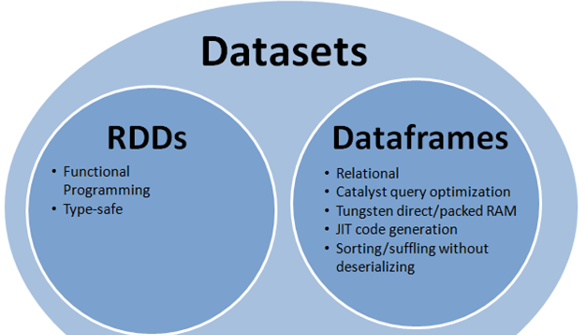 Datasets
RDDs
• Functional
Programming
• Type-safe
Dataframes
• Relational
• Catalyst query optimization
• Tungsten direct/packed RAM
• JIT code generation
• Sorting/suffling without
deserializing